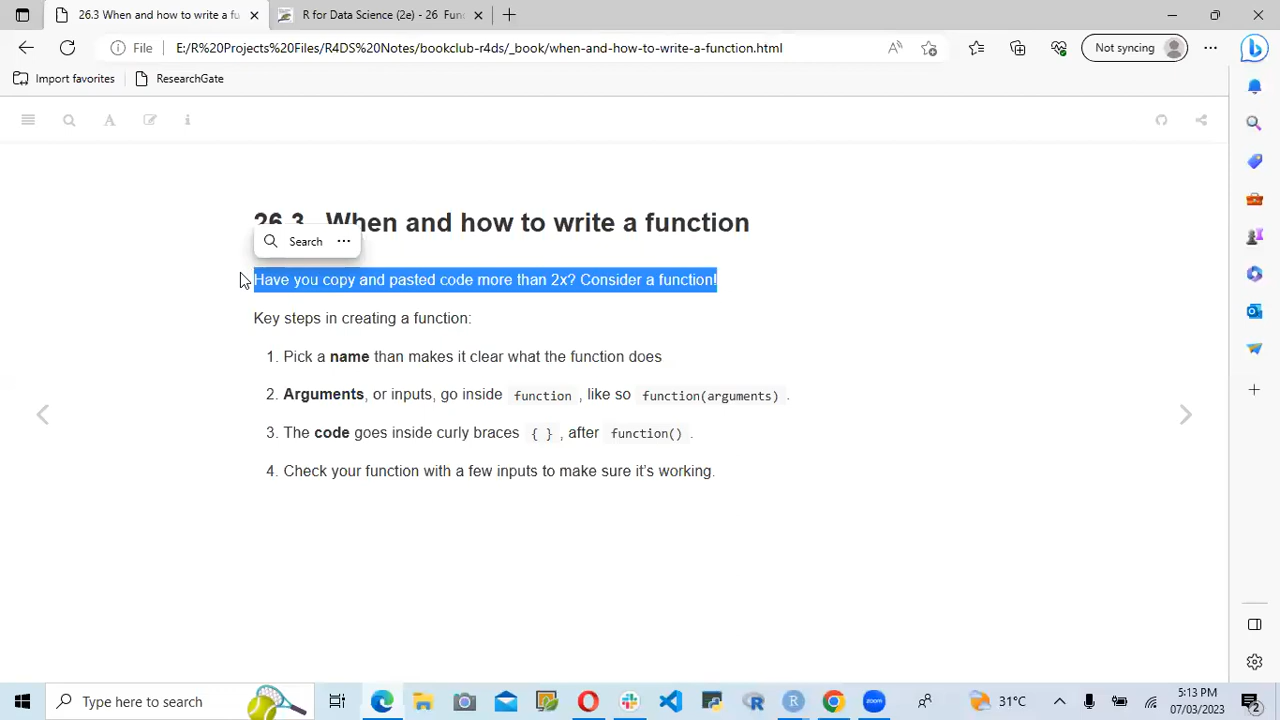 26.3 When and how to write a fu
R for Data Science (2e) - 26 Func
File
E:/R%20Projects%20Files/R4DS%20Notes/bookclub-r4ds/_book/when-and-how-to-write-a-function.html
Not syncing
Import favorites
ResearchGate
26.3 When and how to write a function
Search
Have you copy and pasted code more than 2x? Consider a function!
Key steps in creating a function:
1. Pick a name than makes it clear what the function does
2. Arguments, or inputs, go inside function , like so function(arguments) .
3. The code goes inside curly braces { } , after function() .
4. Check your function with a few inputs to make sure it's working.
Type here to search
zoom
31°C
5:13 PM
07/03/2023
2